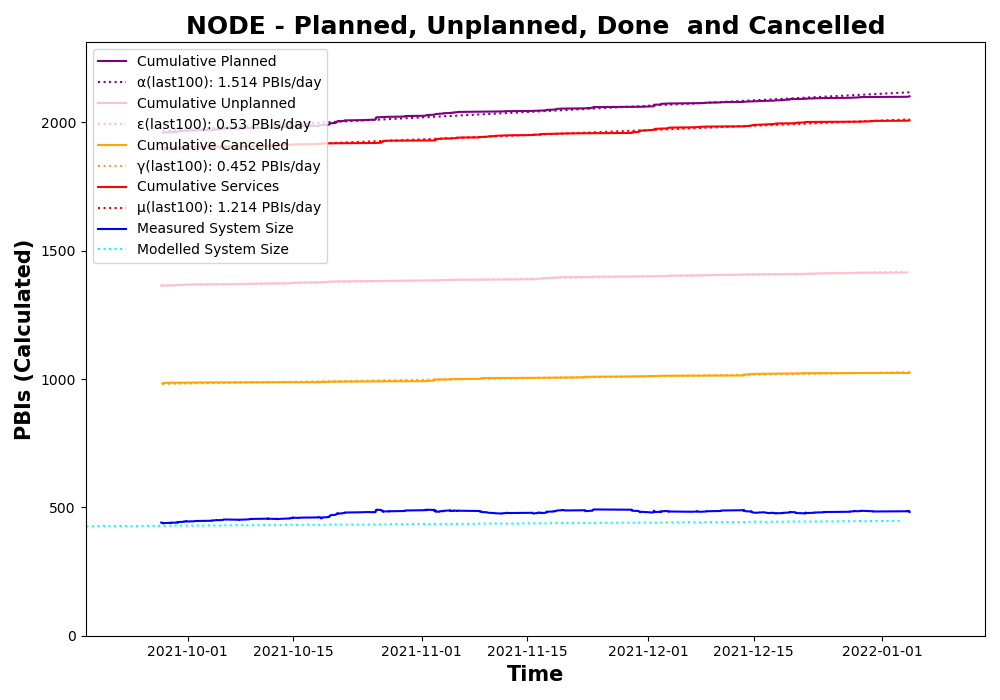 NODE - Planned, Unplanned, Done  and Cancelled
Cumulative Planned
α(last100): 1.514 PBIs/day
Cumulative Unplanned
ε(last100): 0.53 PBIs/day
Cumulative Cancelled
γ(last100): 0.452 PBIs/day
Cumulative Services
μ(last100): 1.214 PBIs/day
Measured System Size
Modelled System Size
PBIs (Calculated)
2000
1500
1000
500
0
2021-10-01 2021-10-15 2021-11-01 2021-11-15 2021-12-01 2021-12-15 2022-01-01
Time